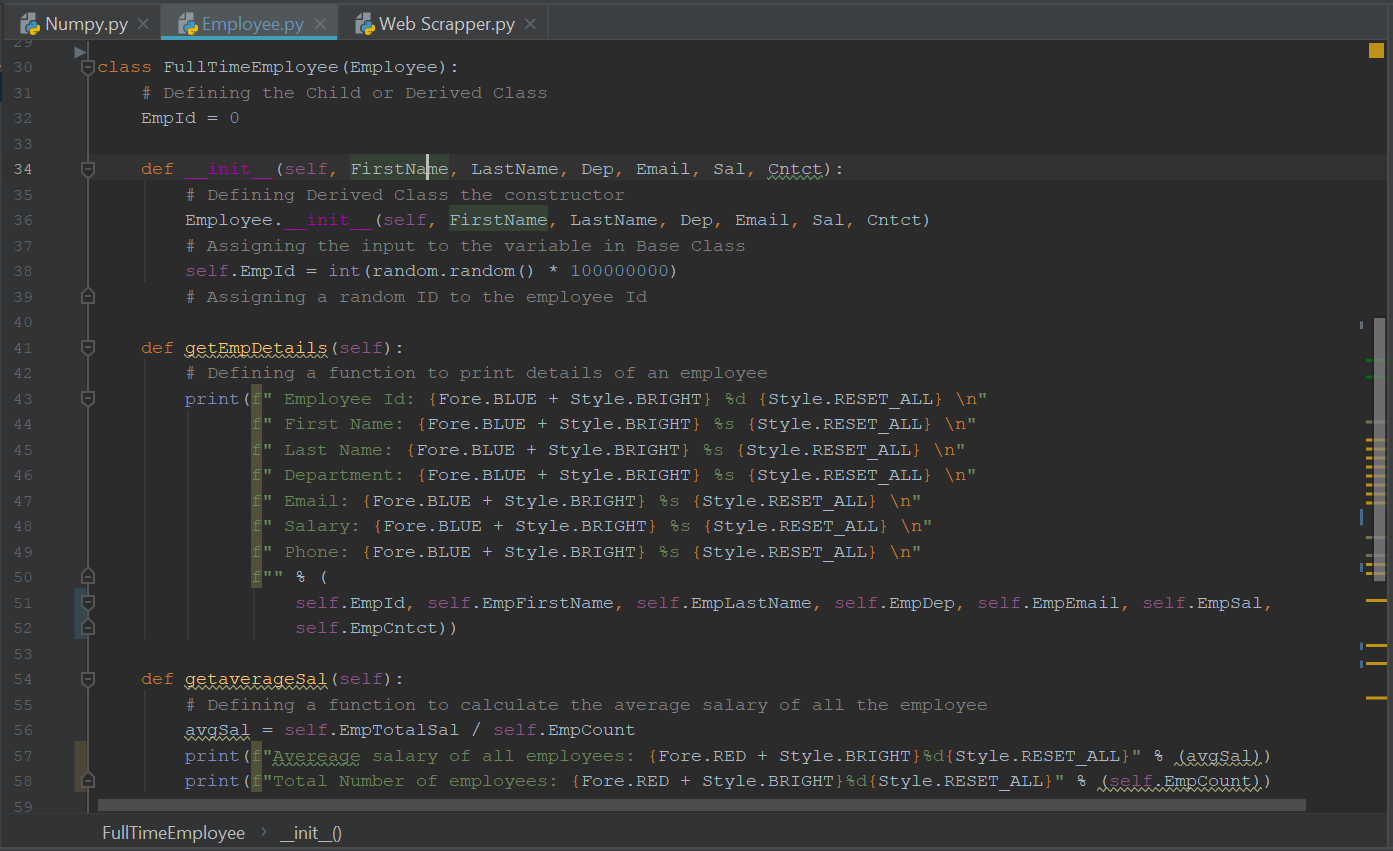 Numpy.py Employee.py Web Scrapper.py
29
30 class FullTimeEmployee(Employee):
31 # Defining the Child or Derived Class
32 EmpId = 0
33
34 def __init__(self, FirstName, LastName, Dep, Email, Sal, Cntct):
35 # Defining Derived Class the constructor
36 Employee.__init__(self, FirstName, LastName, Dep, Email, Sal, Cntct)
37 # Assigning the input to the variable in Base Class
38 self.EmpId = int(random.random() * 100000000)
39 # Assigning a random ID to the employee Id
40
41 def getEmpDetails(self):
42 # Defining a function to print details of an employee
43 print(f" Employee Id: {Fore.BLUE + Style.BRIGHT} %d {Style.RESET_ALL} \n"
44 f" First Name: {Fore.BLUE + Style.BRIGHT} %s {Style.RESET_ALL} \n"
45 f" Last Name: {Fore.BLUE + Style.BRIGHT} %s {Style.RESET_ALL} \n"
46 f" Department: {Fore.BLUE + Style.BRIGHT} %s {Style.RESET_ALL} \n"
47 f" Email: {Fore.BLUE + Style.BRIGHT} %s {Style.RESET_ALL} \n"
48 f" Salary: {Fore.BLUE + Style.BRIGHT} %s {Style.RESET_ALL} \n"
49 f" Phone: {Fore.BLUE + Style.BRIGHT} %s {Style.RESET_ALL} \n"
50 f"" % (
51 self.EmpId, self.EmpFirstName, self.EmpLastName, self.EmpDep, self.EmpEmail, self.EmpSal,
52 self.EmpCntct))
53
54 def getaverageSal(self):
55 # Defining a function to calculate the average salary of all the employee
56 avgSal = self.EmpTotalSal / self.EmpCount
57 print(f"Avereage salary of all employees: {Fore.RED + Style.BRIGHT}%d{Style.RESET_ALL}" % (avgSal))
58 print(f"Total Number of employees: {Fore.RED + Style.BRIGHT}%d{Style.RESET_ALL}" % (self.EmpCount))
59
FullTimeEmployee › __init__()